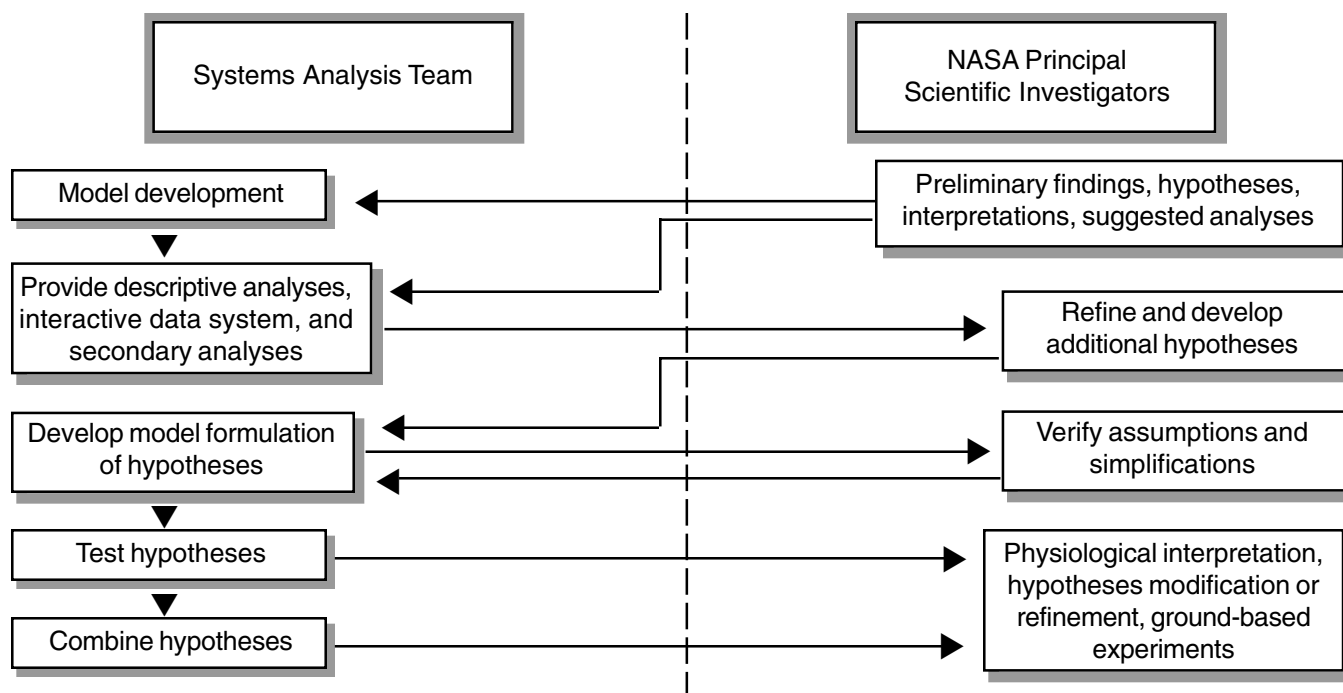 Systems Analysis Team
NASA Principal
Scientific Investigators
Model development
Preliminary findings, hypotheses,
interpretations, suggested analyses
Provide descriptive analyses,
interactive data system, and
secondary analyses
Refine and develop
additional hypotheses
Develop model formulation
of hypotheses
Verify assumptions and
simplifications
Test hypotheses
Physiological interpretation,
hypotheses modification or
refinement, ground-based
experiments
Combine hypotheses